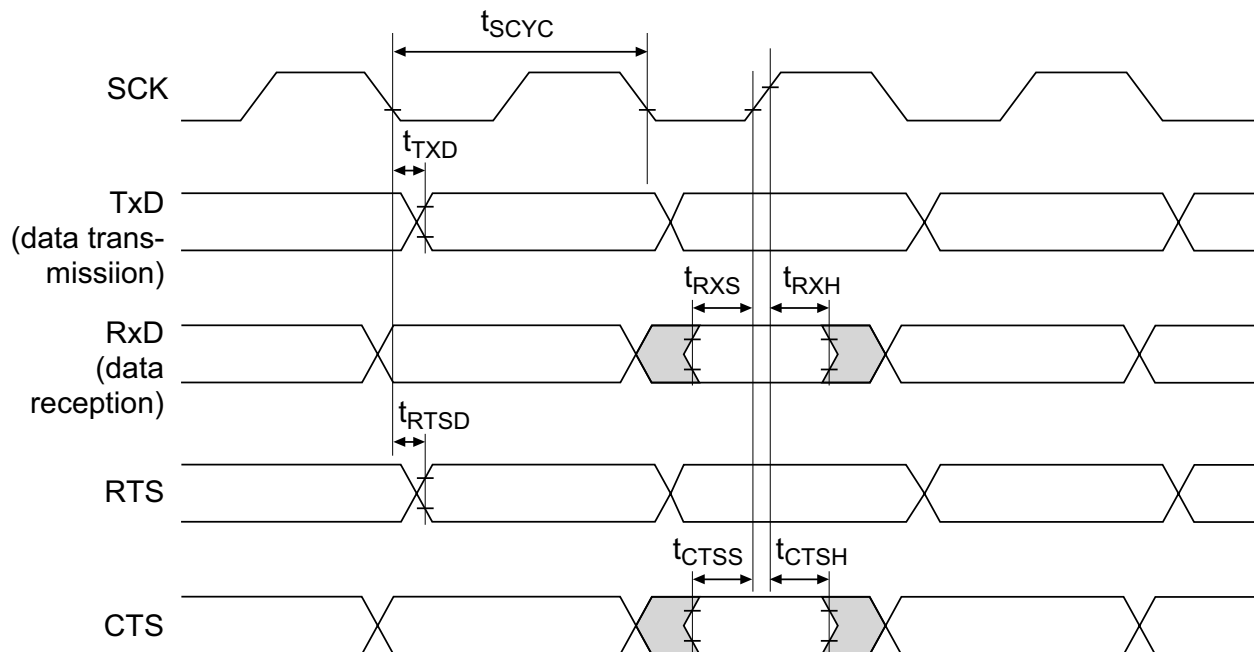 tSCYC
SCK
tTXD
TxD
(data trans-
missiion)
tRXS
tRXH
RxD
(data
reception)
tRTSD
RTS
tCTSS
tCTSH
CTS